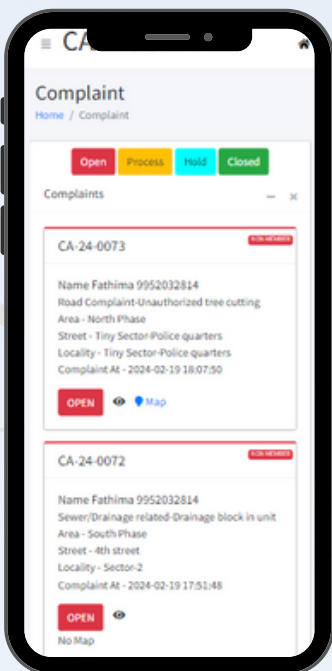 CA
Complaint
Home / Complaint
Open Process Hold Closed
Complaints
CA-24-0073
NON MEMBER
Name Fathima 9952032814
Road Complaint-Unauthorized tree cutting
Area - North Phase
Street - Tiny Sector-Police quarters
Locality - Tiny Sector-Police quarters
Complaint At - 2024-02-19 18:07:50
OPEN Map
CA-24-0072
NON MEMBER
Name Fathima 9952032814
Sewer/Drainage related-Drainage block in unit
Area - South Phase
Street - 4th street
Locality - Sector-2
Complaint At - 2024-02-19 17:51:48
OPEN
No Map